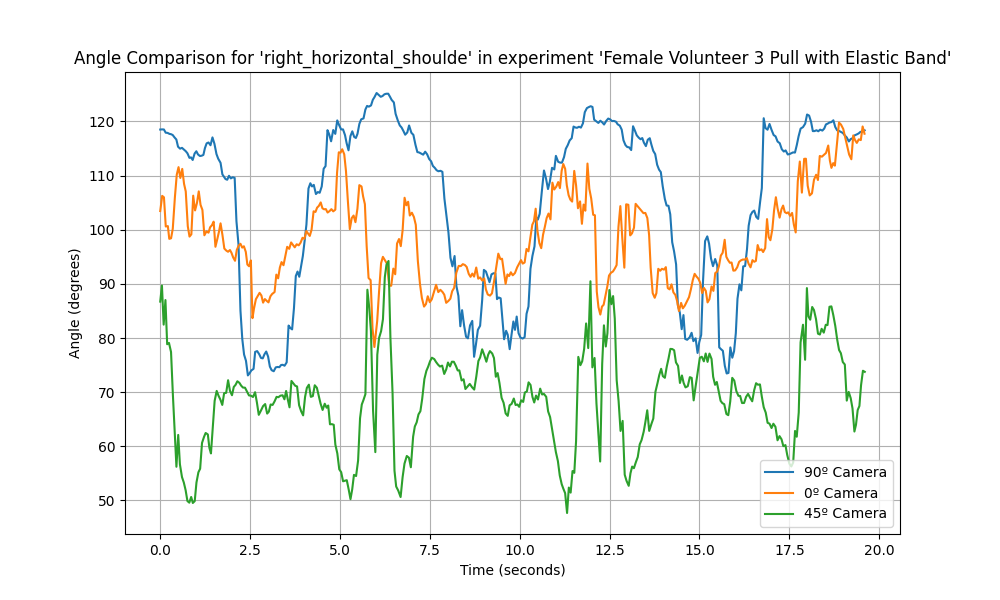 Angle Comparison for 'right_horizontal_shoulde' in experiment 'Female Volunteer 3 Pull with Elastic Band'
Angle (degrees)
120
110
100
90
80
70
60
50
0.0 2.5 5.0 7.5 10.0 12.5 15.0 17.5 20.0
Time (seconds)
90º Camera
0º Camera
45º Camera